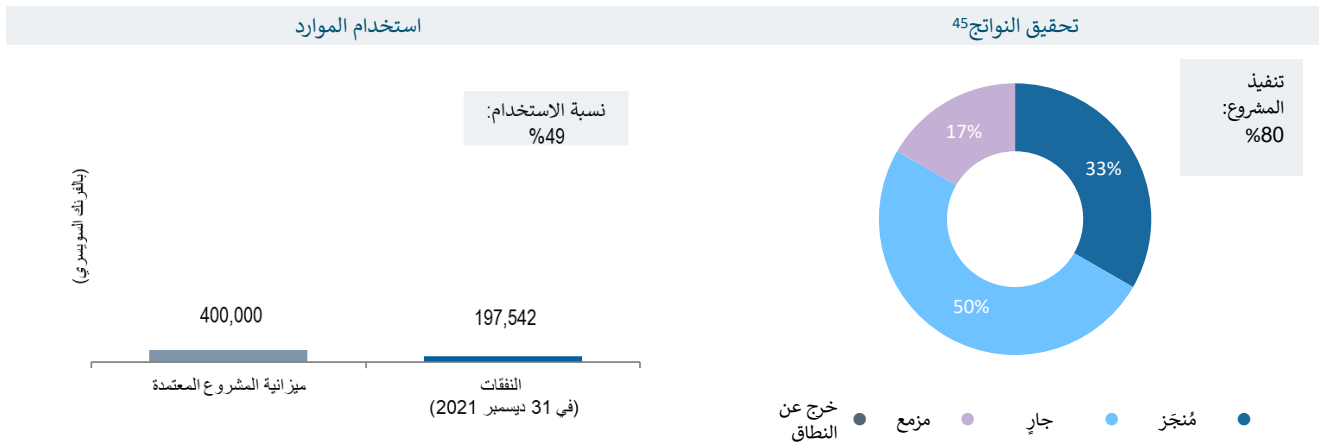 تحقيق النواتج45
تنفيذ
المشروع:
80%
33%
50%
17%
مُنجَز
جارٍ
مزمع
خرج عن
النطاق
استخدام الموارد
نسبة الاستخدام:
49%
(بالفرنك السويسري)
197,542
400,000
النفقات
(في 31 ديسمبر 2021)
ميزانية المشروع المعتمدة